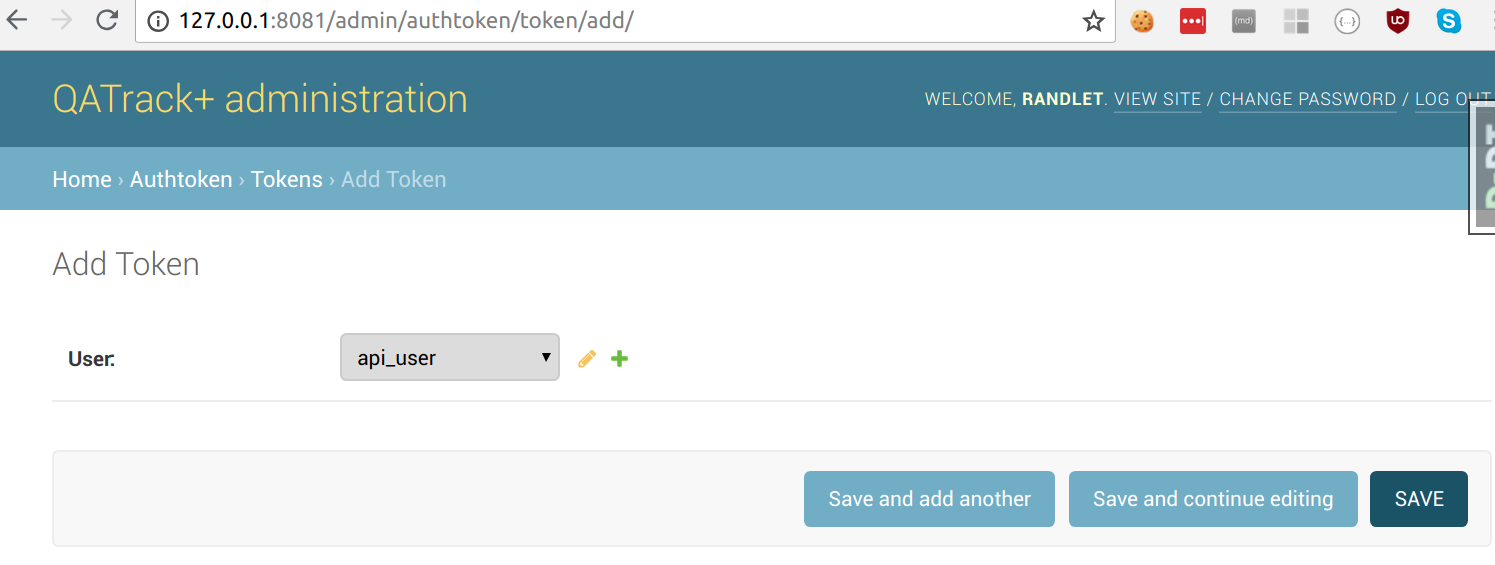 127.0.0.1:8081/admin/authtoken/token/add/
QATrack+ administration
WELCOME, RANDLET. VIEW SITE / CHANGE PASSWORD / LOG OUT
Home › Authtoken › Tokens › Add Token
Add Token
User:
api_user
Save and add another
Save and continue editing
SAVE